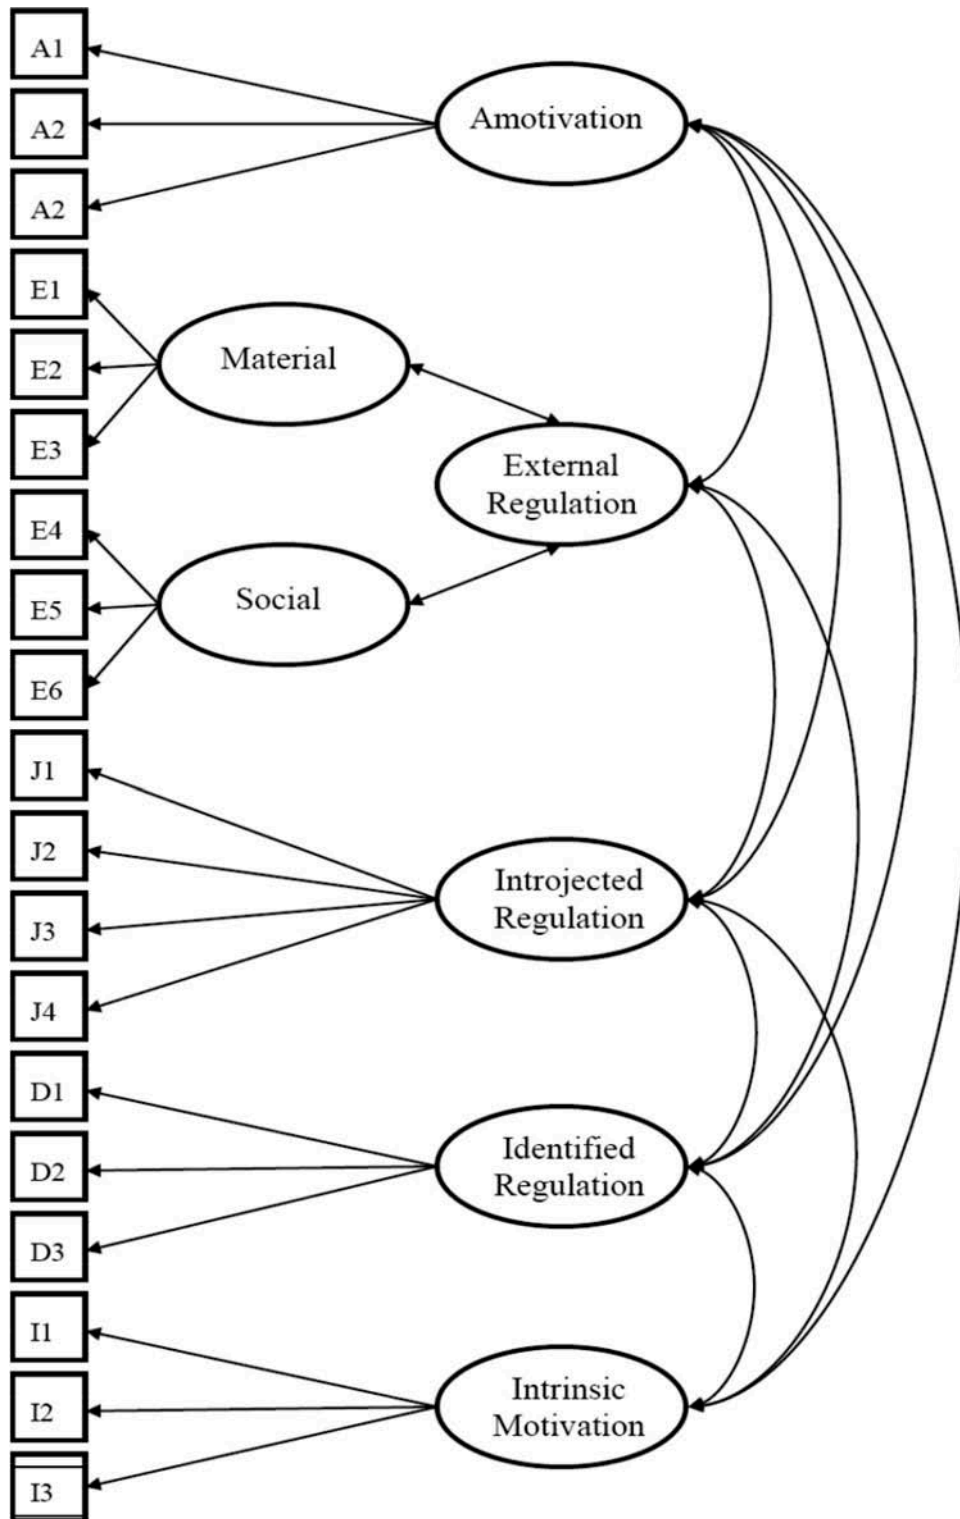 A1
Amotivation
A2
A2
E1
Material
E2
E3
External
Regulation
E4
Social
E5
E6
J1
J2
Introjected
Regulation
J3
J4
D1
Identified
Regulation
D2
D3
I1
Intrinsic
Motivation
I2
I3